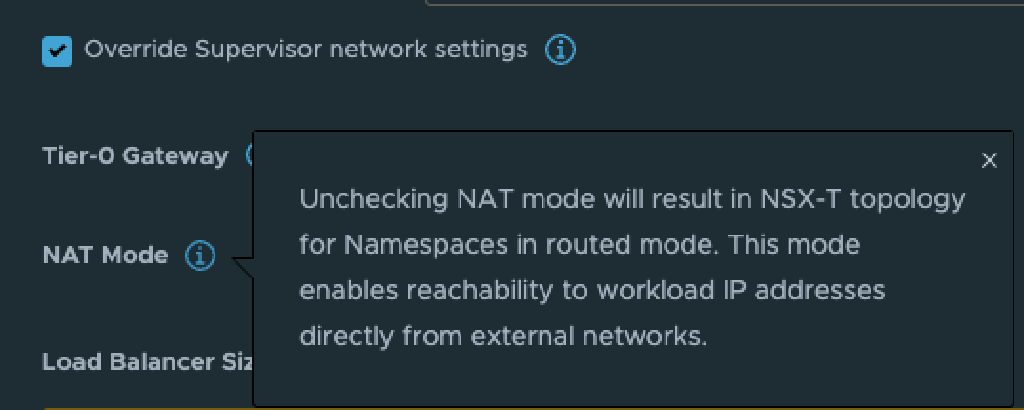 Override Supervisor network settings
Tier-0 Gateway
Unchecking NAT mode will result in NSX-T topology
for Namespaces in routed mode. This mode
enables reachability to workload IP addresses
directly from external networks.
NAT Mode
Load Balancer Siz